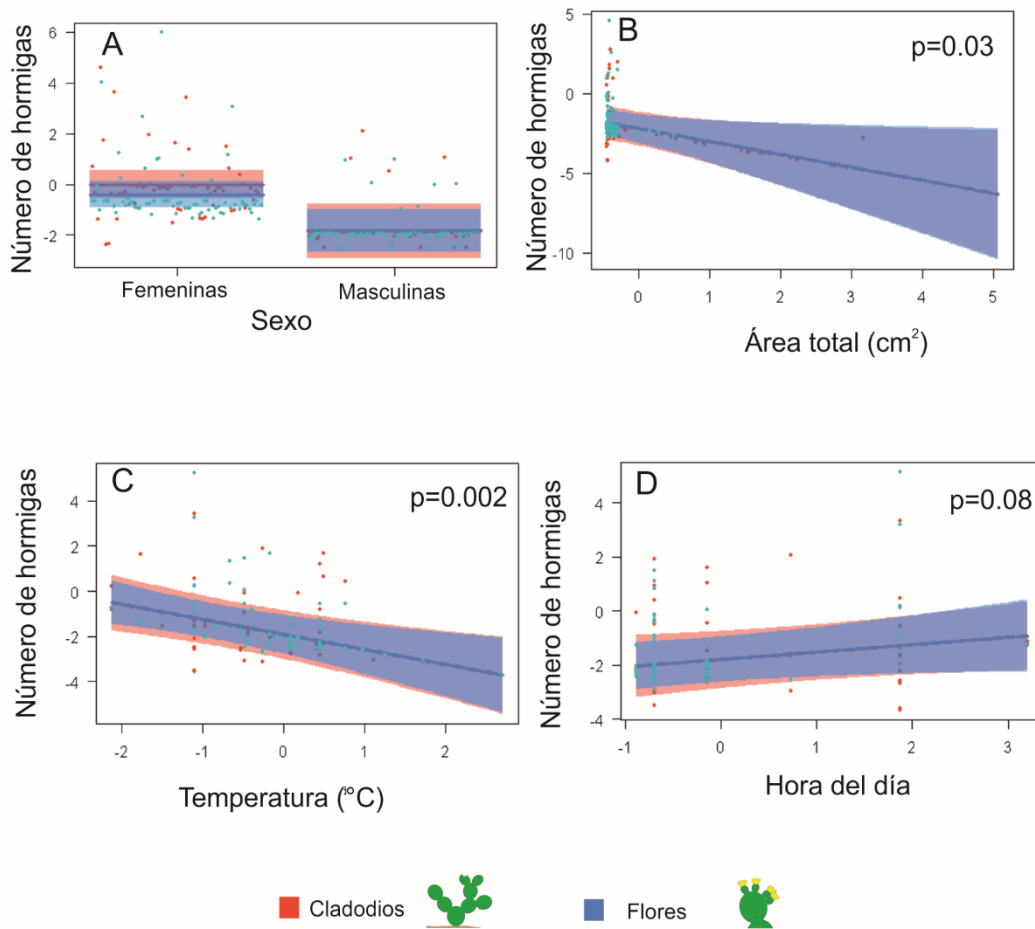 A
Número de hormigas
6
4
2
0
-2
Femeninas
Masculinas
Sexo
B
p=0.03
Número de hormigas
5
0
-5
-10
0 1 2 3 4 5
Área total (cm²)
C
p=0.002
Número de hormigas
4
2
0
-2
-4
-2 -1 0 1 2
Temperatura (°C)
D
p=0.08
Número de hormigas
4
2
0
-2
-4
-1 0 1 2 3
Hora del día
Cladodios
Flores